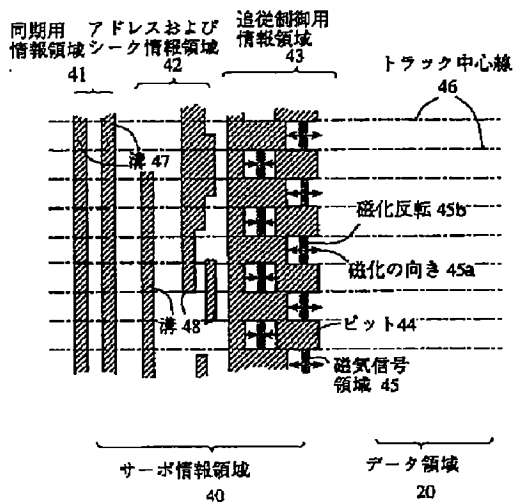 同期用
情報領域
41
アドレスおよび
シーク情報領域
42
追従制御用
情報領域
43
トラック中心線
46
溝 47
磁化反転 45b
磁化の向き 45a
溝 48
ピット 44
磁気信号
領域 45
サーボ情報領域
40
データ領域
20